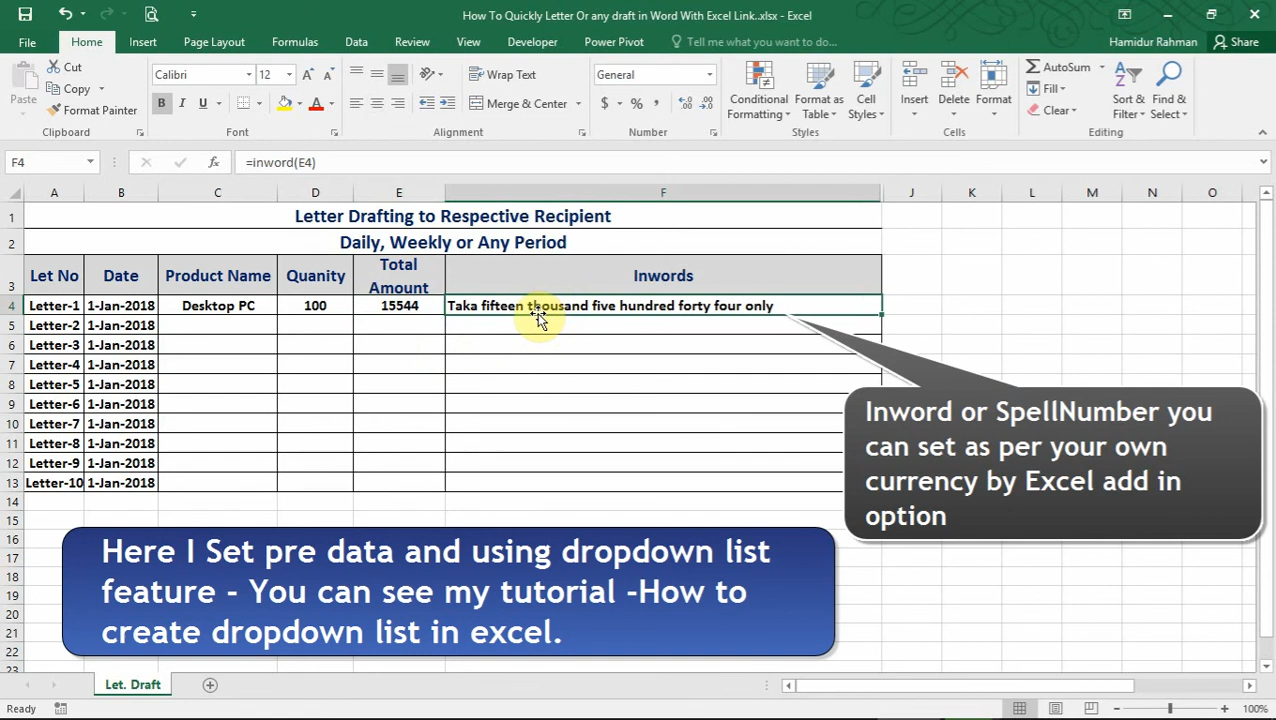 How To Quickly Letter Or any draft in Word With Excel Link..xlsx - Excel
File Home Insert Page Layout Formulas Data Review View Developer Power Pivot Tell me what you want to do... Hamidur Rahman Share
Cut
Copy
Format Painter
Paste
Clipboard
Calibri 12
B I U
Font
Wrap Text
Merge & Center
Alignment
General
$ % ,
Number
Conditional Formatting
Format as Table
Cell Styles
Styles
Insert Delete Format
Cells
AutoSum
Fill
Clear
Sort & Filter
Find & Select
Editing
F4 fx =inword(E4)
A B C D E F J K L M N O
1 Letter Drafting to Respective Recipient
2 Daily, Weekly or Any Period
3 Let No Date Product Name Quanity Total Amount Inwords
4 Letter-1 1-Jan-2018 Desktop PC 100 15544 Taka fifteen thousand five hundred forty four only
5 Letter-2 1-Jan-2018
6 Letter-3 1-Jan-2018
7 Letter-4 1-Jan-2018
8 Letter-5 1-Jan-2018
9 Letter-6 1-Jan-2018
10 Letter-7 1-Jan-2018
11 Letter-8 1-Jan-2018
12 Letter-9 1-Jan-2018
13 Letter-10 1-Jan-2018
14
15
16
17
18
19
20
21
22
23
Inword or SpellNumber you
can set as per your own
currency by Excel add in
option
Here I Set pre data and using dropdown list
feature - You can see my tutorial -How to
create dropdown list in excel.
Let. Draft
Ready 100%